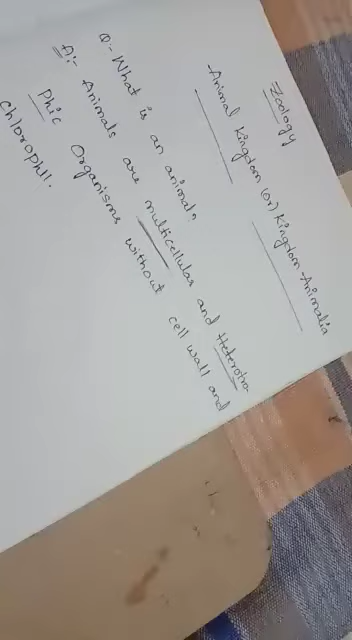 Zoology
Animal Kingdom (or) Kingdom-Animalia
Q:- What is an animal?
A:- Animals are multicellular and Heterotro-
Phic Organisms without cell wall and
chlorophll.